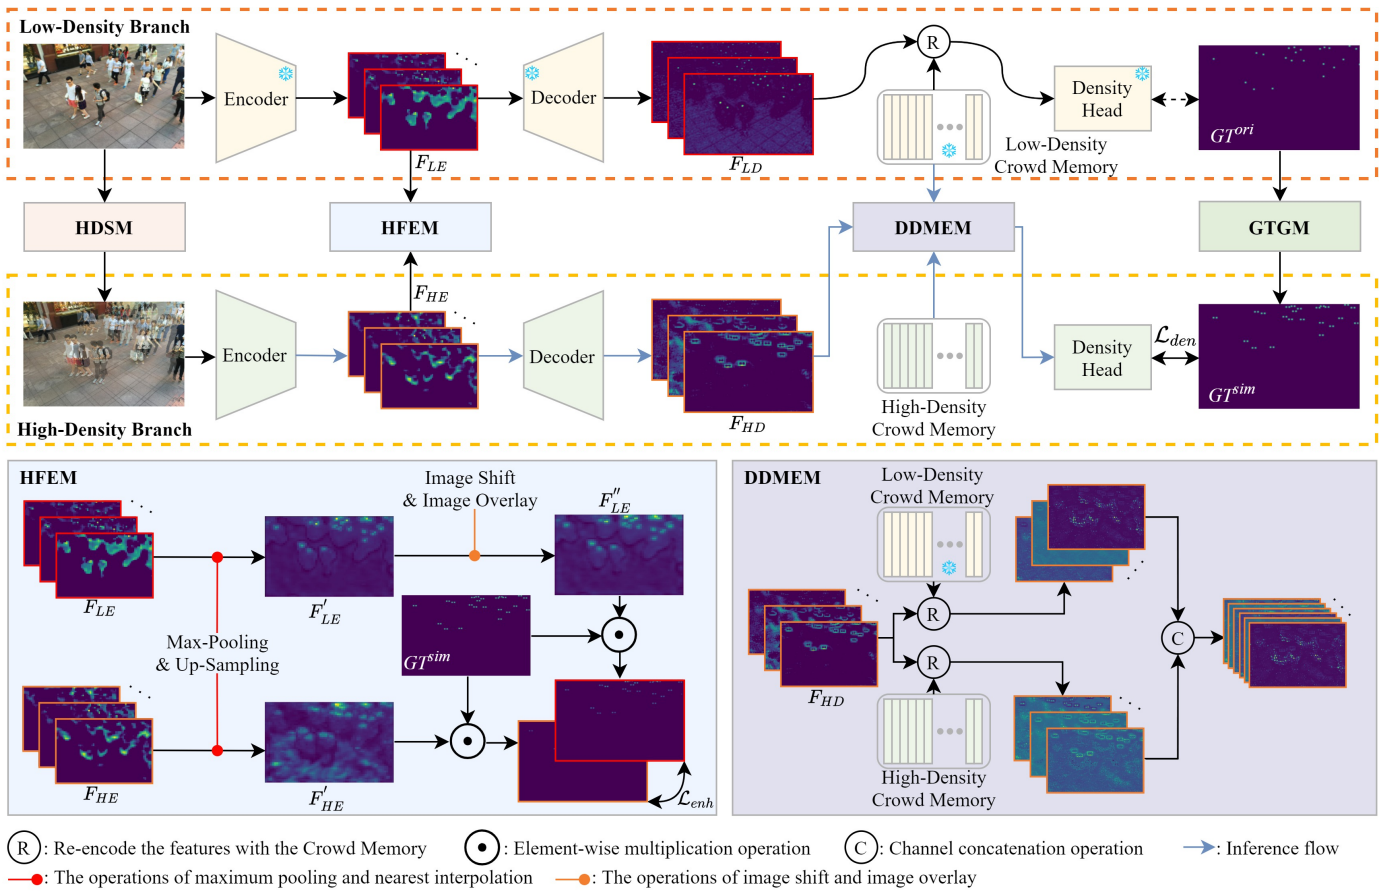 Low-Density Branch
Encoder
F_LE
Decoder
F_LD
R
Low-Density
Crowd Memory
Density
Head
GT^ori
HDSM
HFEM
DDMEM
GTGM
Encoder
F_HE
Decoder
F_HD
High-Density
Crowd Memory
Density
Head
ℒ_den
GT^sim
High-Density Branch
HFEM
F_LE
Max-Pooling
& Up-Sampling
F_HE
F'_LE
Image Shift
& Image Overlay
F''_LE
GT^sim
F'_HE
ℒ_enh
DDMEM
Low-Density
Crowd Memory
F_HD
R
R
High-Density
Crowd Memory
C
R : Re-encode the features with the Crowd Memory
: Element-wise multiplication operation
C : Channel concatenation operation
: Inference flow
: The operations of maximum pooling and nearest interpolation
: The operations of image shift and image overlay